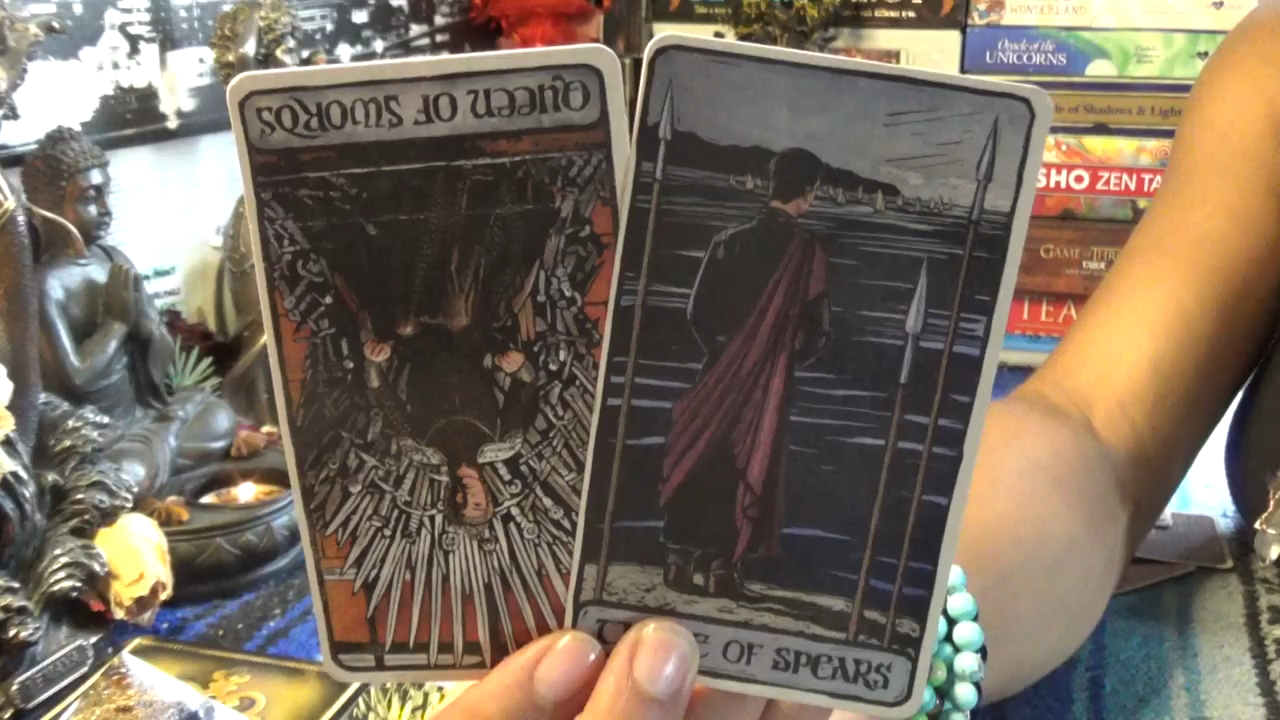 QUEEN OF SWORDS
OF SPEARS
WONDERLAND
Oracle of the
UNICORNS
of Shadows & Light
SHO ZEN TA
GAME OF THR
TEA